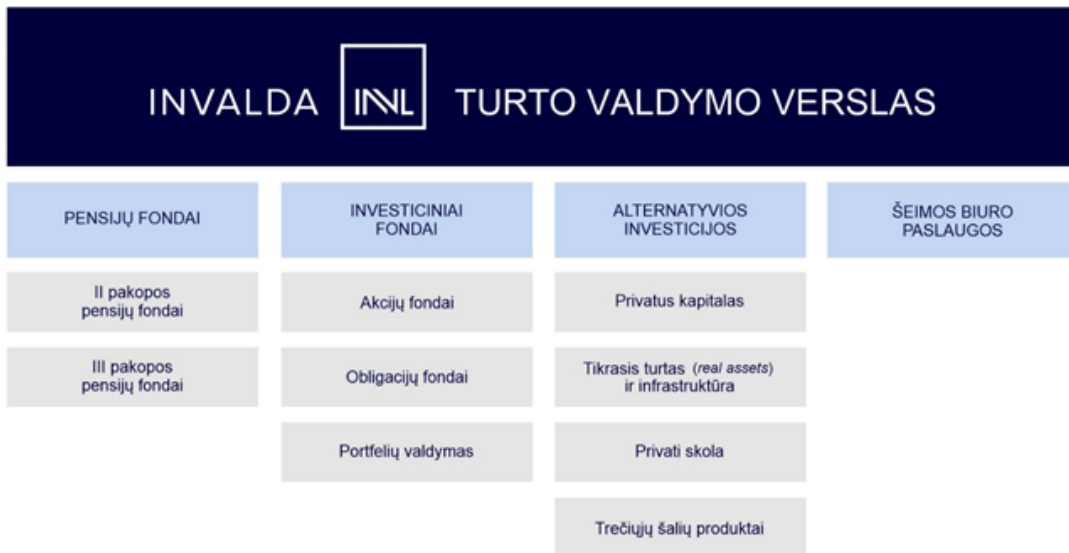 INVALDA INVL TURTO VALDYMO VERSLAS
PENSIJŲ FONDAI
II pakopos
pensijų fondai
III pakopos
pensijų fondai
INVESTICINIAI
FONDAI
Akcijų fondai
Obligacijų fondai
Portfelių valdymas
ALTERNATYVIOS
INVESTICIJOS
Privatus kapitalas
Tikrasis turtas (real assets)
ir infrastruktūra
Privati skola
Trečiųjų šalių produktai
ŠEIMOS BIURO
PASLAUGOS